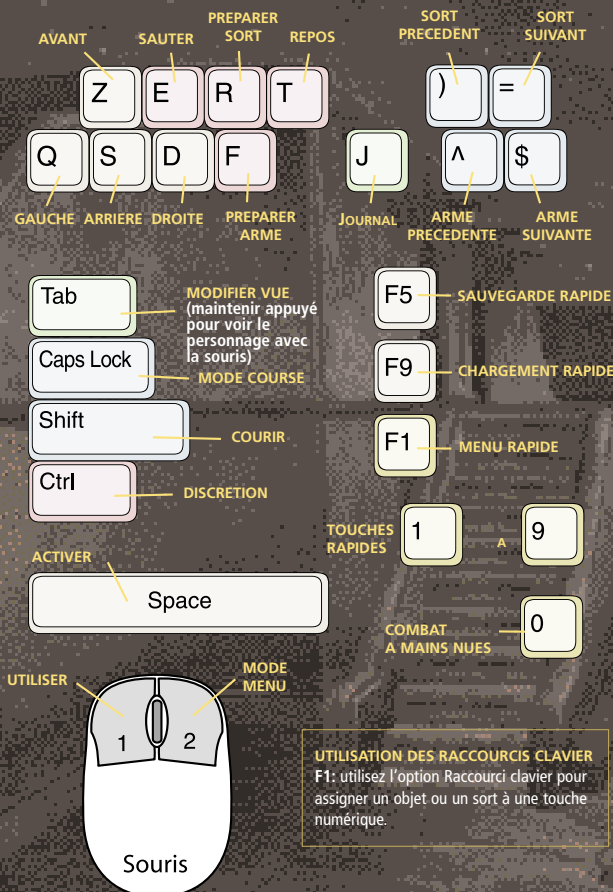 PREPARER
SORT
SORT
PRECEDENT
SORT
SUIVANT
AVANT
SAUTER
REPOS
Z
E
R
T
)
=
Q
S
D
F
J
^
$
GAUCHE
ARRIERE
DROITE
PREPARER
ARME
JOURNAL
ARME
PRECEDENTE
ARME
SUIVANTE
Tab
MODIFIER VUE
(maintenir appuyé
pour voir le
personnage avec
la souris)
Caps Lock
MODE COURSE
Shift
COURIR
Ctrl
DISCRETION
F5
SAUVEGARDE RAPIDE
F9
CHARGEMENT RAPIDE
F1
MENU RAPIDE
TOUCHES
RAPIDES
1
A
9
ACTIVER
Space
COMBAT
A MAINS NUES
0
UTILISER
MODE
MENU
1
2
Souris
UTILISATION DES RACCOURCIS CLAVIER
F1: utilisez l'option Raccourci clavier pour
assigner un objet ou un sort à une touche
numérique.